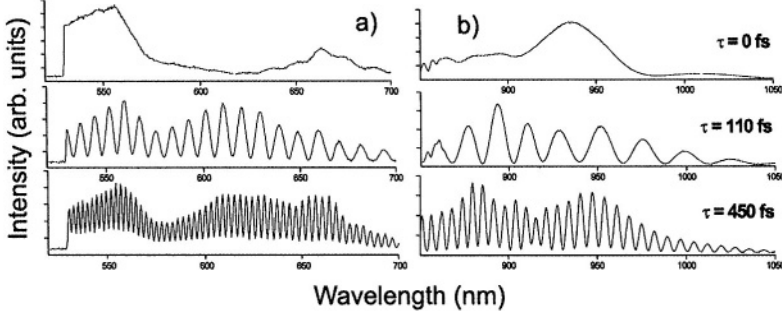 a)
b)
τ = 0 fs
550 600 650 700
900 950 1000 1050
τ = 110 fs
550 600 650 700
900 950 1000 1050
τ = 450 fs
550 600 650 700
900 950 1000 1050
Intensity (arb. units)
Wavelength (nm)